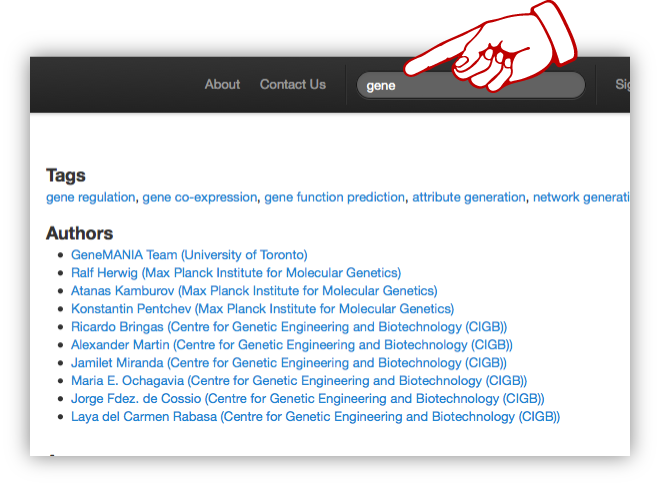 About Contact Us gene
Tags
gene regulation, gene co-expression, gene function prediction, attribute generation, network
Authors
• GeneMANIA Team (University of Toronto)
• Ralf Herwig (Max Planck Institute for Molecular Genetics)
• Atanas Kamburov (Max Planck Institute for Molecular Genetics)
• Konstantin Pentchev (Max Planck Institute for Molecular Genetics)
• Ricardo Bringas (Centre for Genetic Engineering and Biotechnology (CIGB))
• Alexander Martin (Centre for Genetic Engineering and Biotechnology (CIGB))
• Jamilet Miranda (Centre for Genetic Engineering and Biotechnology (CIGB))
• Maria E. Ochagavia (Centre for Genetic Engineering and Biotechnology (CIGB))
• Jorge Fdez. de Cossio (Centre for Genetic Engineering and Biotechnology (CIGB))
• Laya del Carmen Rabasa (Centre for Genetic Engineering and Biotechnology (CIGB))